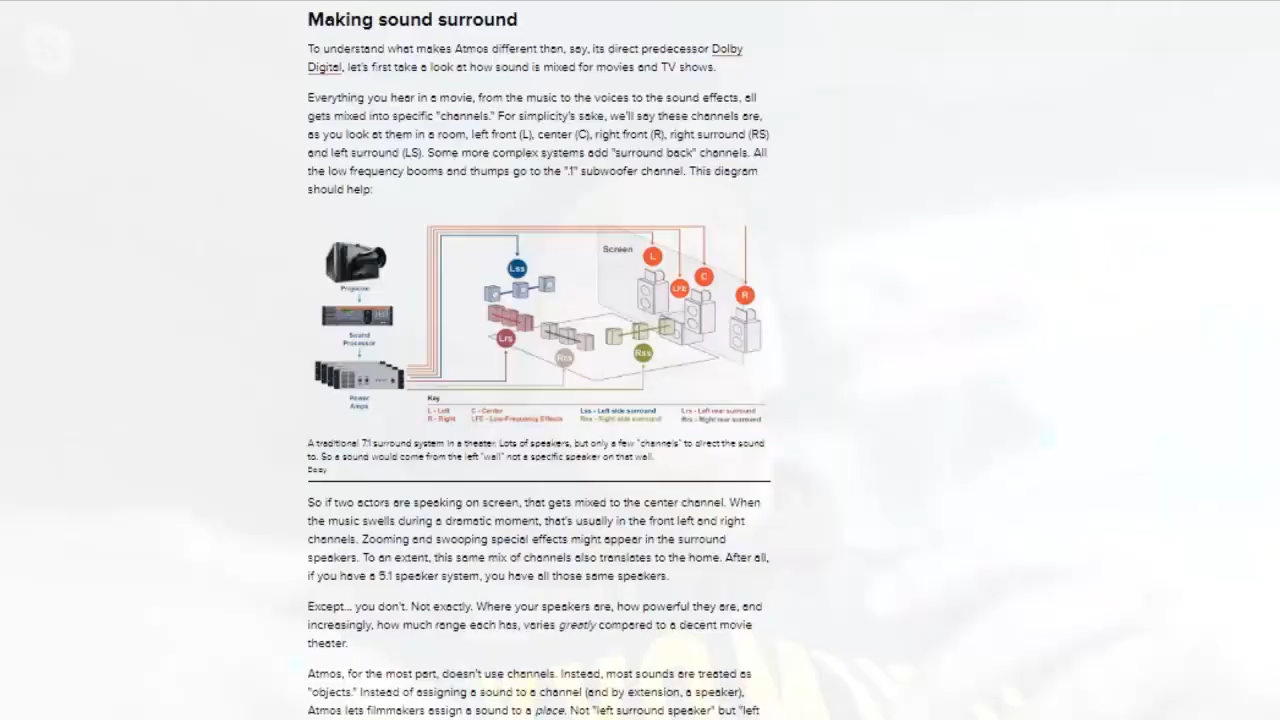 Making sound surround
To understand what makes Atmos different than, say, its direct predecessor Dolby
Digital, let's first take a look at how sound is mixed for movies and TV shows.
Everything you hear in a movie, from the music to the voices to the sound effects, all
gets mixed into specific "channels." For simplicity's sake, we'll say these channels are,
as you look at them in a room, left front (L), center (C), right front (R), right surround (RS)
and left surround (LS). Some more complex systems add "surround back" channels. All
the low frequency booms and thumps go to the ".1" subwoofer channel. This diagram
should help:
Screen
L
Lss
C
LFE
R
Projector
Sound
Processor
Lrs
Rrs
Rss
Power
Amps
Key
L - Left
C - Center
Lss - Left side surround
Lrs - Left rear surround
R - Right
LFE - Low-Frequency Effects
Rss - Right side surround
Rrs - Right rear surround
A traditional 7.1 surround system in a theater. Lots of speakers, but only a few "channels" to direct the sound
to. So a sound would come from the left "wall" not a specific speaker on that wall.
So if two actors are speaking on screen, that gets mixed to the center channel. When
the music swells during a dramatic moment, that's usually in the front left and right
channels. Zooming and swooping special effects might appear in the surround
speakers. To an extent, this same mix of channels also translates to the home. After all,
if you have a 5.1 speaker system, you have all those same speakers.
Except... you don't. Not exactly. Where your speakers are, how powerful they are, and
increasingly, how much range each has, varies greatly compared to a decent movie
theater.
Atmos, for the most part, doesn't use channels. Instead, most sounds are treated as
"objects." Instead of assigning a sound to a channel (and by extension, a speaker),
Atmos lets filmmakers assign a sound to a place. Not "left surround speaker" but "left